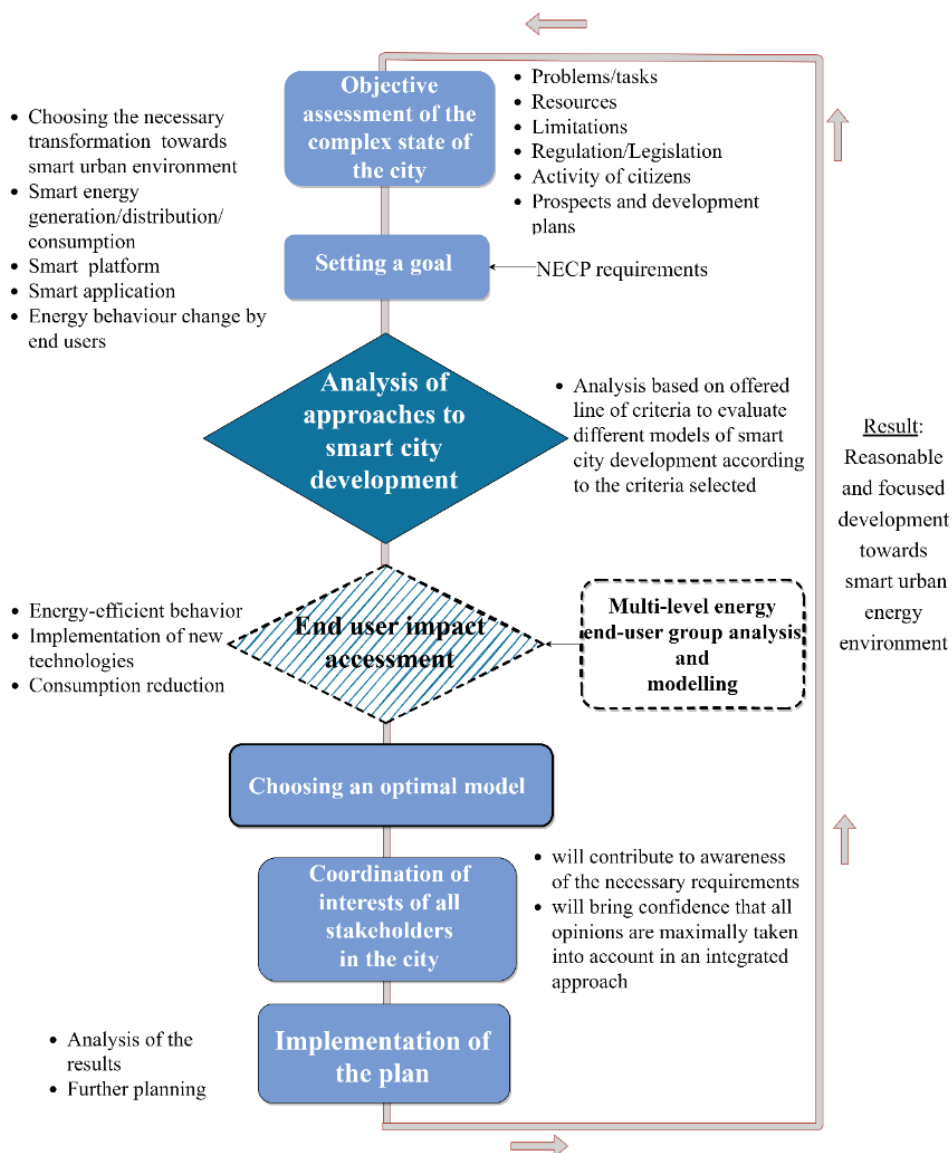 Objective
assessment of the
complex state of
the city
• Problems/tasks
• Resources
• Limitations
• Regulation/Legislation
• Activity of citizens
• Prospects and development
plans
• Choosing the necessary
transformation towards
smart urban environment
• Smart energy
generation/distribution/
consumption
• Smart platform
• Smart application
• Energy behaviour change by
end users
Setting a goal
NECP requirements
Analysis of
approaches to
smart city
development
• Analysis based on offered
line of criteria to evaluate
different models of smart
city development according
to the criteria selected
Result:
Reasonable
and focused
development
towards
smart urban
energy
environment
• Energy-efficient behavior
• Implementation of new
technologies
• Consumption reduction
End user impact
accessment
Multi-level energy
end-user group analysis
and
modelling
Choosing an optimal model
Coordination of
interests of all
stakeholders
in the city
• will contribute to awareness
of the necessary requirements
• will bring confidence that all
opinions are maximally taken
into account in an integrated
approach
• Analysis of the
results
• Further planning
Implementation of
the plan